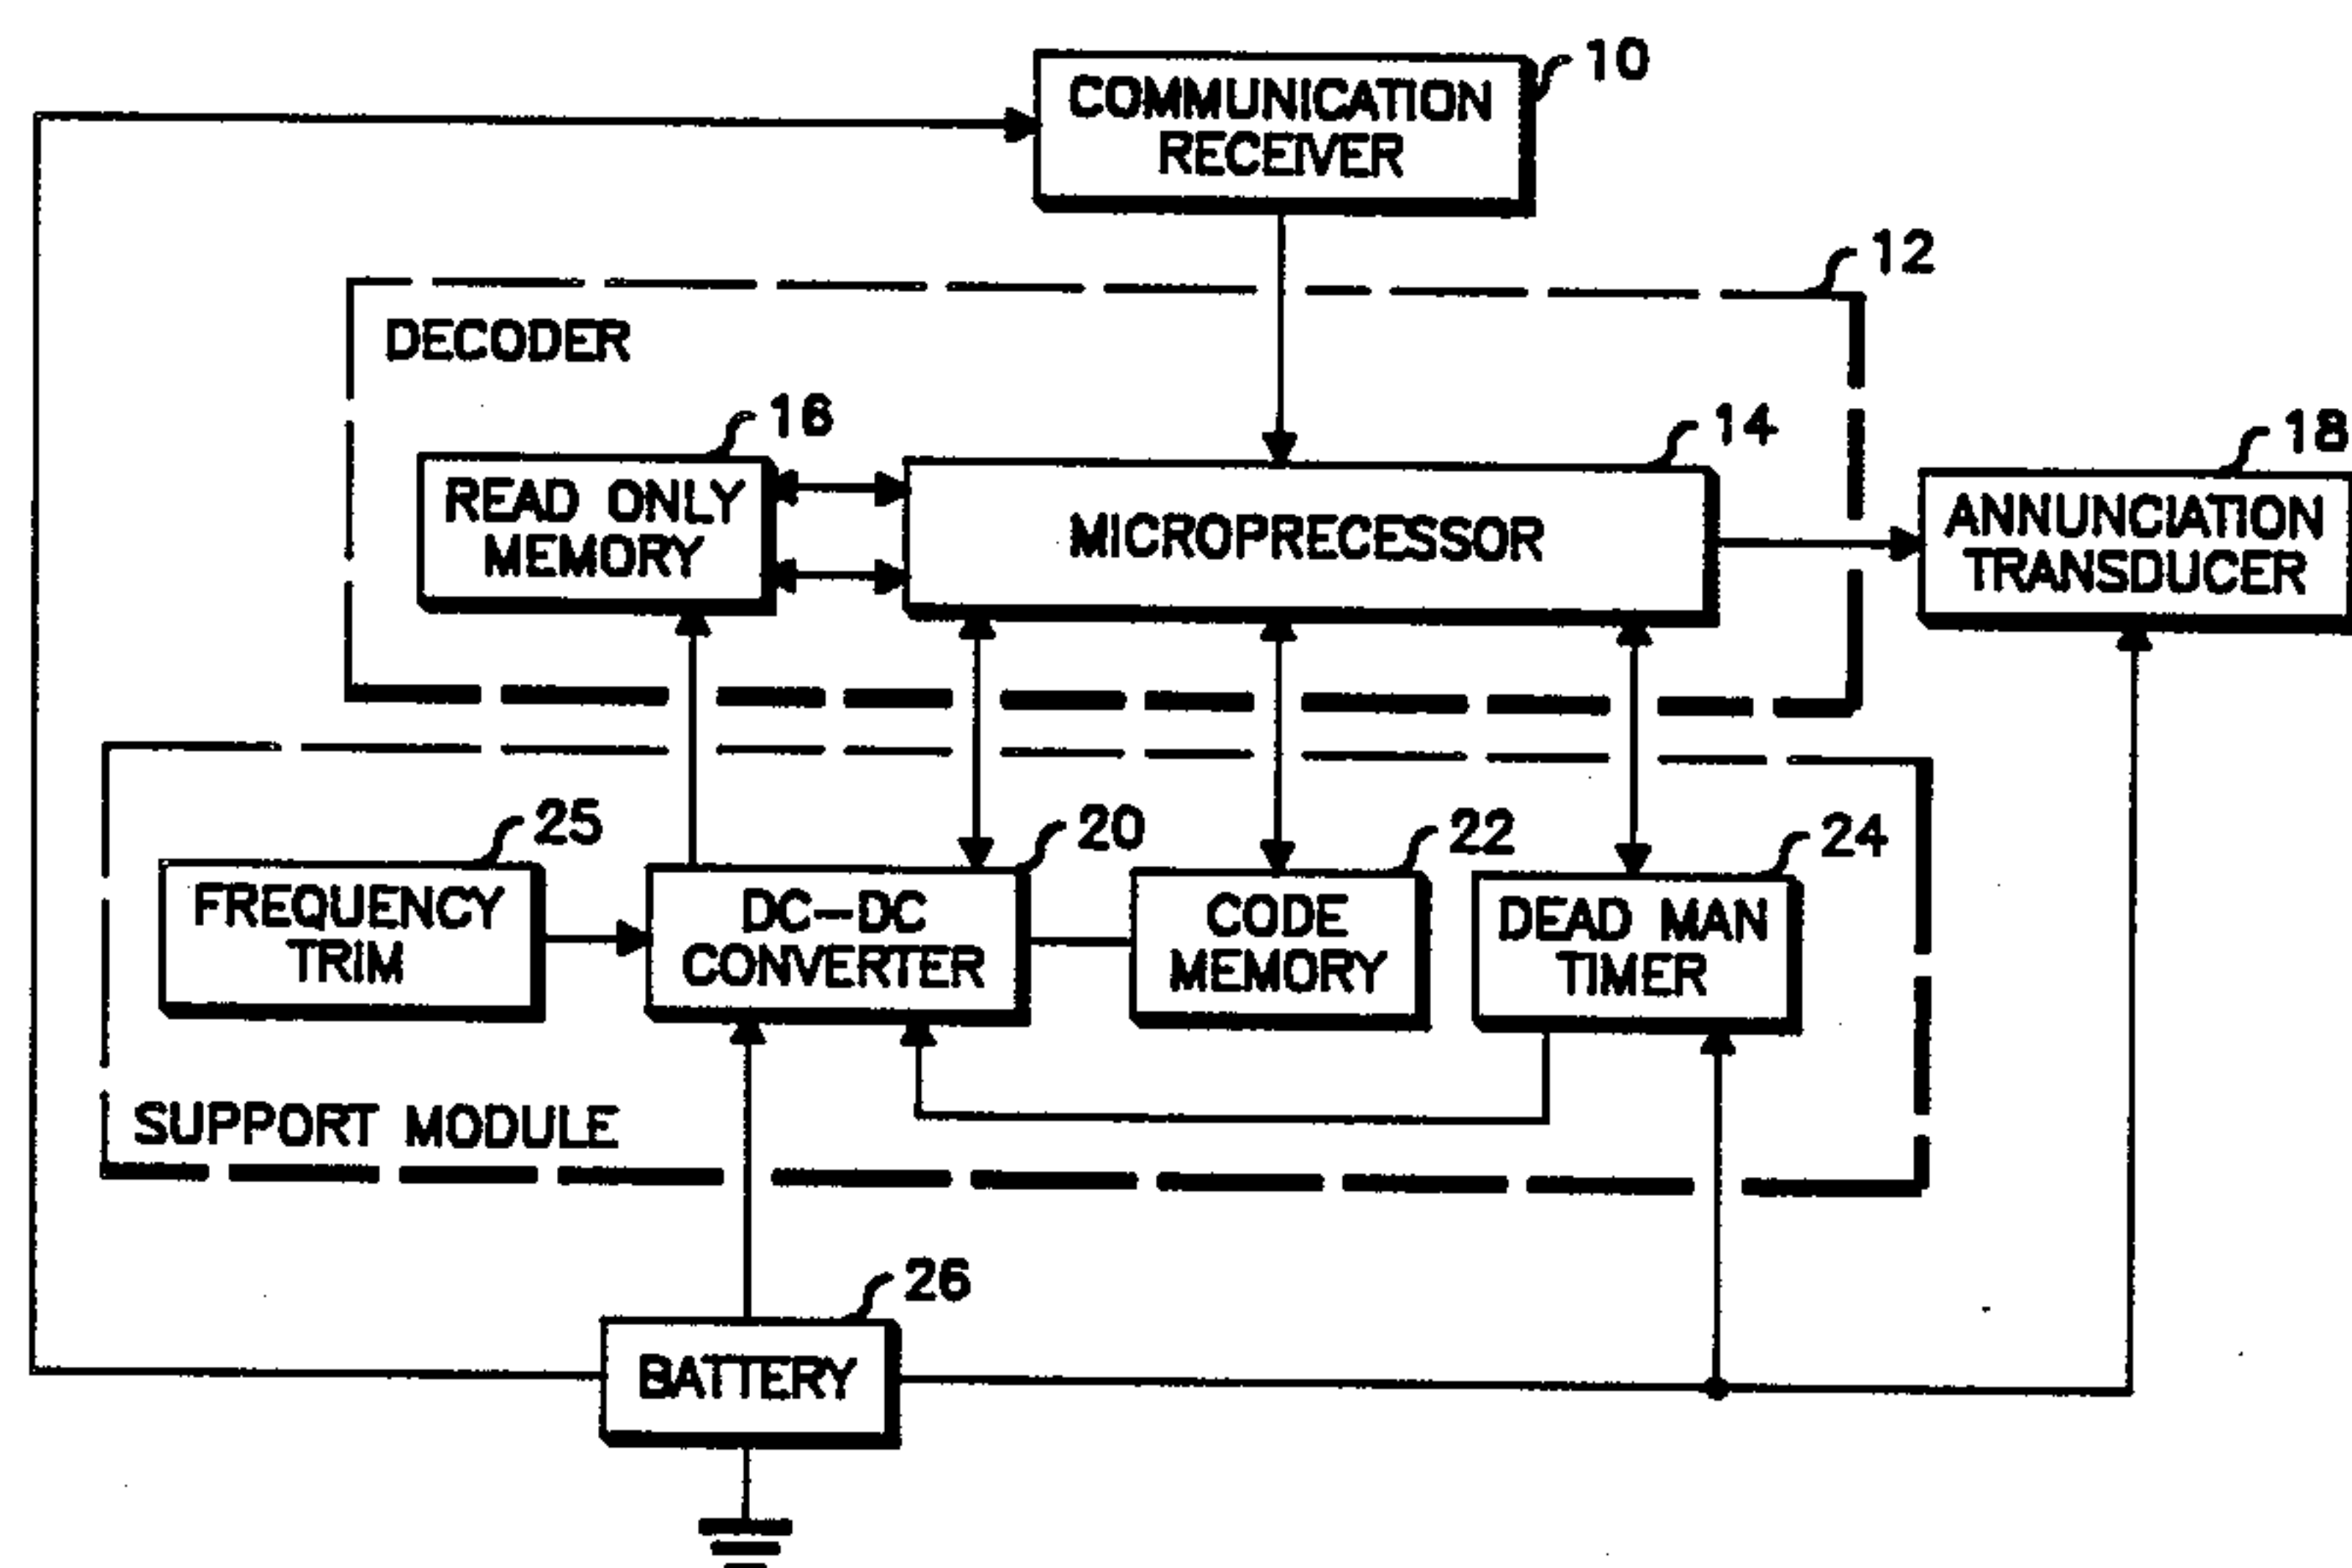 10
COMMUNICATION
RECEIVER
12
DECODER
16
14
18
READ ONLY
MEMORY
MICROPRECESSOR
ANNUNCIATION
TRANSDUCER
25
20
22
24
FREQUENCY
TRIM
DC-DC
CONVERTER
CODE
MEMORY
DEAD MAN
TIMER
SUPPORT MODULE
26
BATTERY